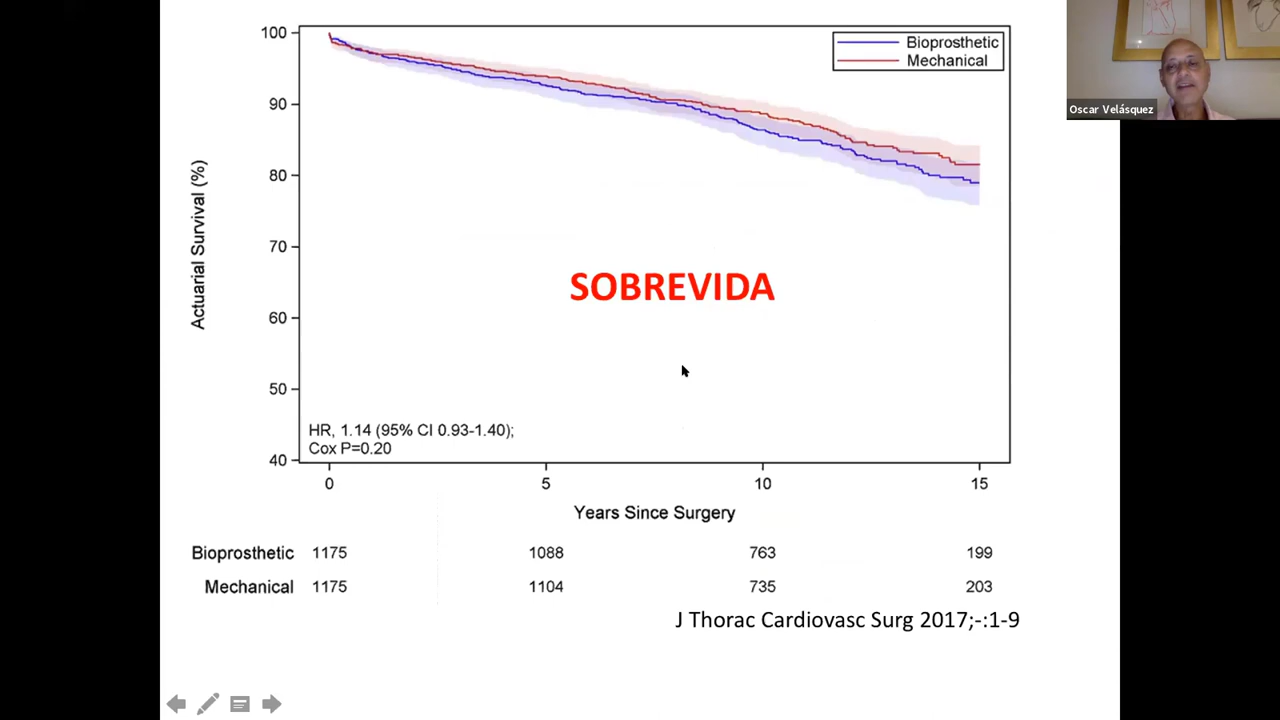 Bioprosthetic
Mechanical
Oscar Velásquez
100
90
80
70
60
50
40
Actuarial Survival (%)
SOBREVIDA
HR, 1.14 (95% CI 0.93-1.40);
Cox P=0.20
0 5 10 15
Years Since Surgery
Bioprosthetic 1175 1088 763 199
Mechanical 1175 1104 735 203
J Thorac Cardiovasc Surg 2017;-:1-9